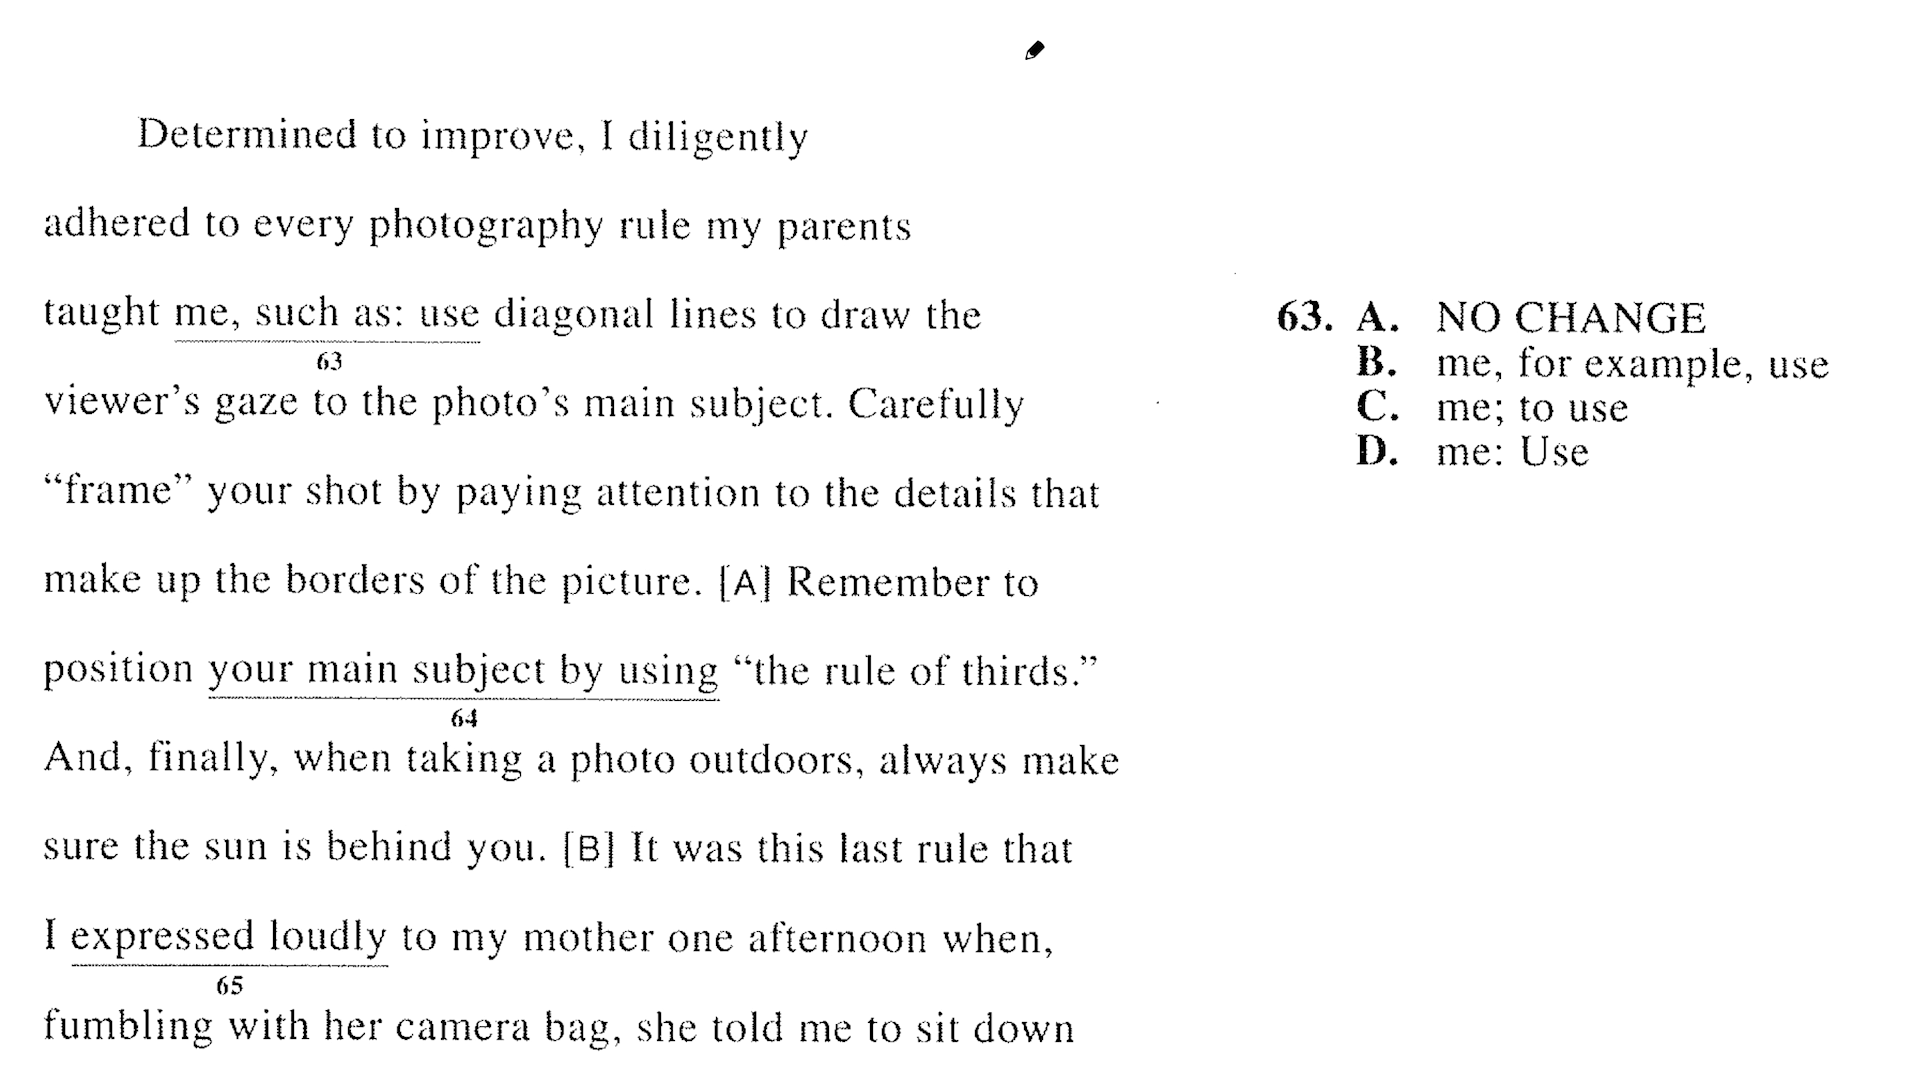 Determined to improve, I diligently
adhered to every photography rule my parents
taught me, such as: use diagonal lines to draw the
63
viewer's gaze to the photo's main subject. Carefully
“frame” your shot by paying attention to the details that
make up the borders of the picture. [A] Remember to
position your main subject by using “the rule of thirds.”
64
And, finally, when taking a photo outdoors, always make
sure the sun is behind you. [B] It was this last rule that
I expressed loudly to my mother one afternoon when,
65
fumbling with her camera bag, she told me to sit down
63. A. NO CHANGE
B. me, for example, use
C. me; to use
D. me: Use